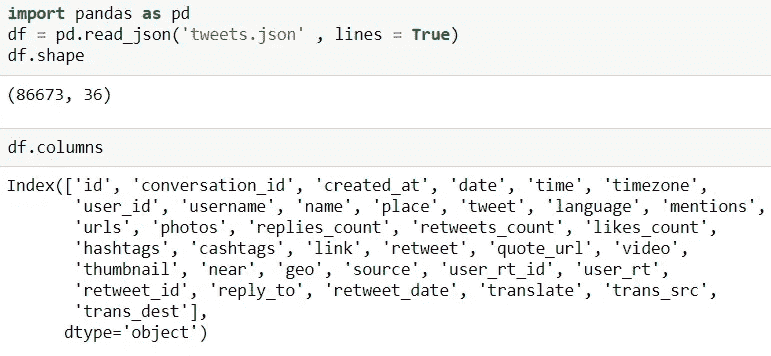 import pandas as pd
df = pd.read_json('tweets.json' , lines = True)
df.shape
(86673, 36)
df.columns
Index(['id', 'conversation_id', 'created_at', 'date', 'time', 'timezone',
'user_id', 'username', 'name', 'place', 'tweet', 'language', 'mentions',
'urls', 'photos', 'replies_count', 'retweets_count', 'likes_count',
'hashtags', 'cashtags', 'link', 'retweet', 'quote_url', 'video',
'thumbnail', 'near', 'geo', 'source', 'user_rt_id', 'user_rt',
'retweet_id', 'reply_to', 'retweet_date', 'translate', 'trans_src',
'trans_dest'],
dtype='object')